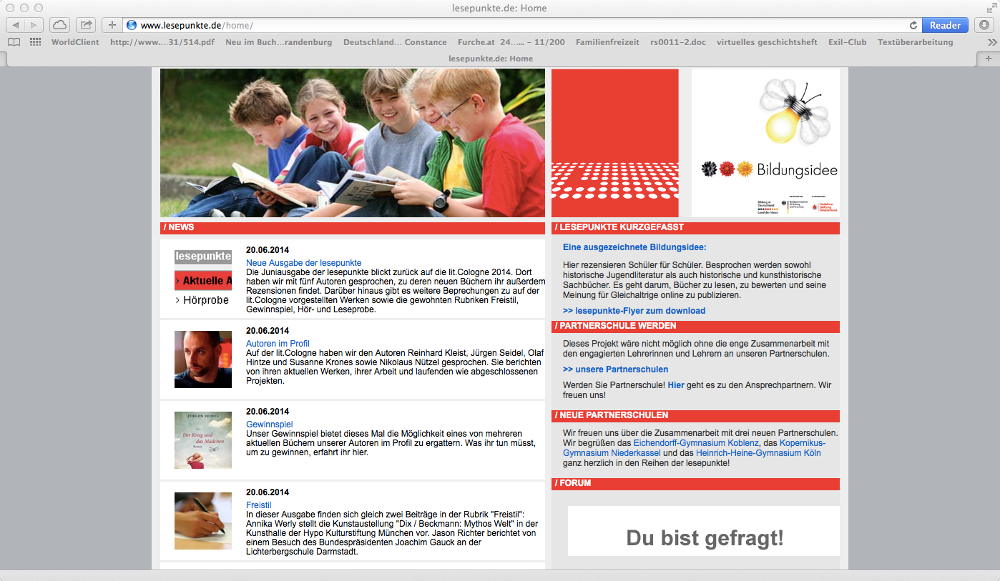 lesepunkte.de: Home
www.lesepunkte.de/home/
Reader
WorldClient http://www....31/514.pdf Neu im Buch...randenburg Deutschland... Constance Furche.at 24...... - 11/200 Familienfreizeit rs0011-2.doc virtuelles geschichtsheft Exil-Club Textüberarbeitung
lesepunkte.de: Home
Bildungsidee
Bildung in
Deutschland
Land der Ideen
Vodafone
Stiftung
Deutschland
/ NEWS
lesepunkte
› Aktuelle A
› Hörprobe
20.06.2014
Neue Ausgabe der lesepunkte
Die Juniausgabe der lesepunkte blickt zurück auf die lit.Cologne 2014. Dort
haben wir mit fünf Autoren gesprochen, zu deren neuen Büchern ihr außerdem
Rezensionen findet. Darüber hinaus gibt es weitere Beprechungen zu auf der
lit.Cologne vorgestellten Werken sowie die gewohnten Rubriken Freistil,
Gewinnspiel, Hör- und Leseprobe.
20.06.2014
Autoren im Profil
Auf der lit.Cologne haben wir den Autoren Reinhard Kleist, Jürgen Seidel, Olaf
Hintze und Susanne Krones sowie Nikolaus Nützel gesprochen. Sie berichten
von ihren aktuellen Werken, ihrer Arbeit und laufenden wie abgeschlossenen
Projekten.
JÜRGEN SEIDEL
Der Krieg und
das Mädchen
Roman
20.06.2014
Gewinnspiel
Unser Gewinnspiel bietet dieses Mal die Möglichkeit eines von mehreren
aktuellen Büchern unserer Autoren im Profil zu ergattern. Was ihr tun müsst,
um zu gewinnen, erfahrt ihr hier.
20.06.2014
Freistil
In dieser Ausgabe finden sich gleich zwei Beiträge in der Rubrik "Freistil":
Annika Werly stellt die Kunstaustellung "Dix / Beckmann: Mythos Welt" in der
Kunsthalle der Hypo Kulturstiftung München vor. Jason Richter berichtet von
einem Besuch des Bundespräsidenten Joachim Gauck an der
Lichterbergschule Darmstadt.
/ LESEPUNKTE KURZGEFASST
Eine ausgezeichnete Bildungsidee:
Hier rezensieren Schüler für Schüler. Besprochen werden sowohl
historische Jugendliteratur als auch historische und kunsthistorische
Sachbücher. Es geht darum, Bücher zu lesen, zu bewerten und seine
Meinung für Gleichaltrige online zu publizieren.
>> lesepunkte-Flyer zum download
/ PARTNERSCHULE WERDEN
Dieses Projekt wäre nicht möglich ohne die enge Zusammenarbeit mit
den engagierten Lehrerinnen und Lehrern an unseren Partnerschulen.
>> unsere Partnerschulen
Werden Sie Partnerschule! Hier geht es zu den Ansprechpartnern. Wir
freuen uns!
/ NEUE PARTNERSCHULEN
Wir freuen uns über die Zusammenarbeit mit drei neuen Partnerschulen.
Wir begrüßen das Eichendorff-Gymnasium Koblenz, das Kopernikus-
Gymnasium Niederkassel und das Heinrich-Heine-Gymnasium Köln
ganz herzlich in den Reihen der lesepunkte!
/ FORUM
Du bist gefragt!